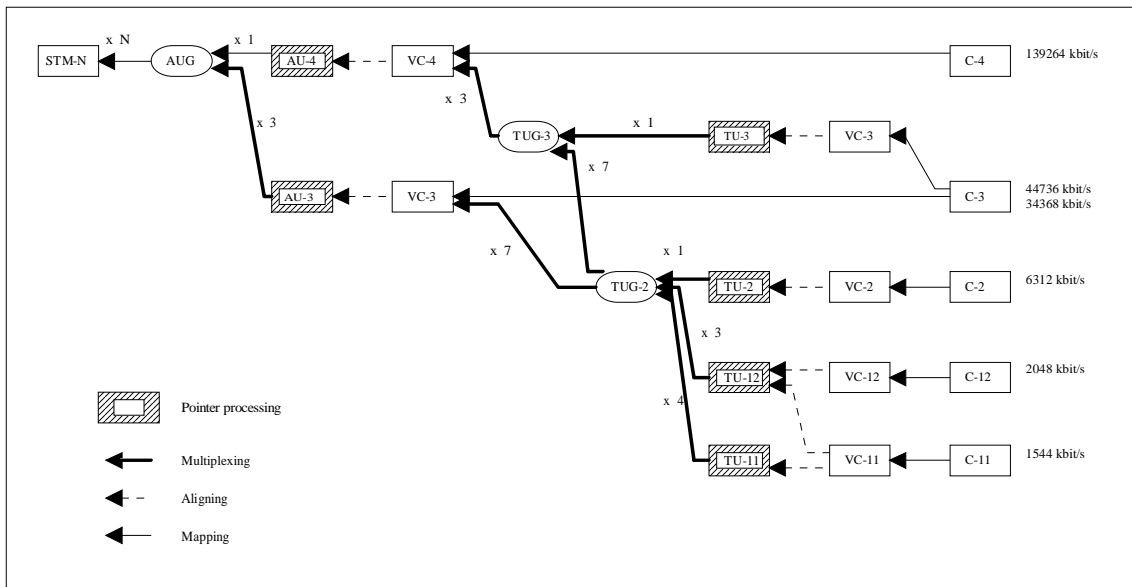 x N
x 1
STM-N
AUG
AU-4
VC-4
C-4
139264 kbit/s
x 3
x 3
TUG-3
x 1
TU-3
VC-3
x 7
AU-3
VC-3
C-3
44736 kbit/s
34368 kbit/s
x 7
x 1
TUG-2
TU-2
VC-2
C-2
6312 kbit/s
x 3
TU-12
VC-12
C-12
2048 kbit/s
x 4
TU-11
VC-11
C-11
1544 kbit/s
Pointer processing
Multiplexing
Aligning
Mapping